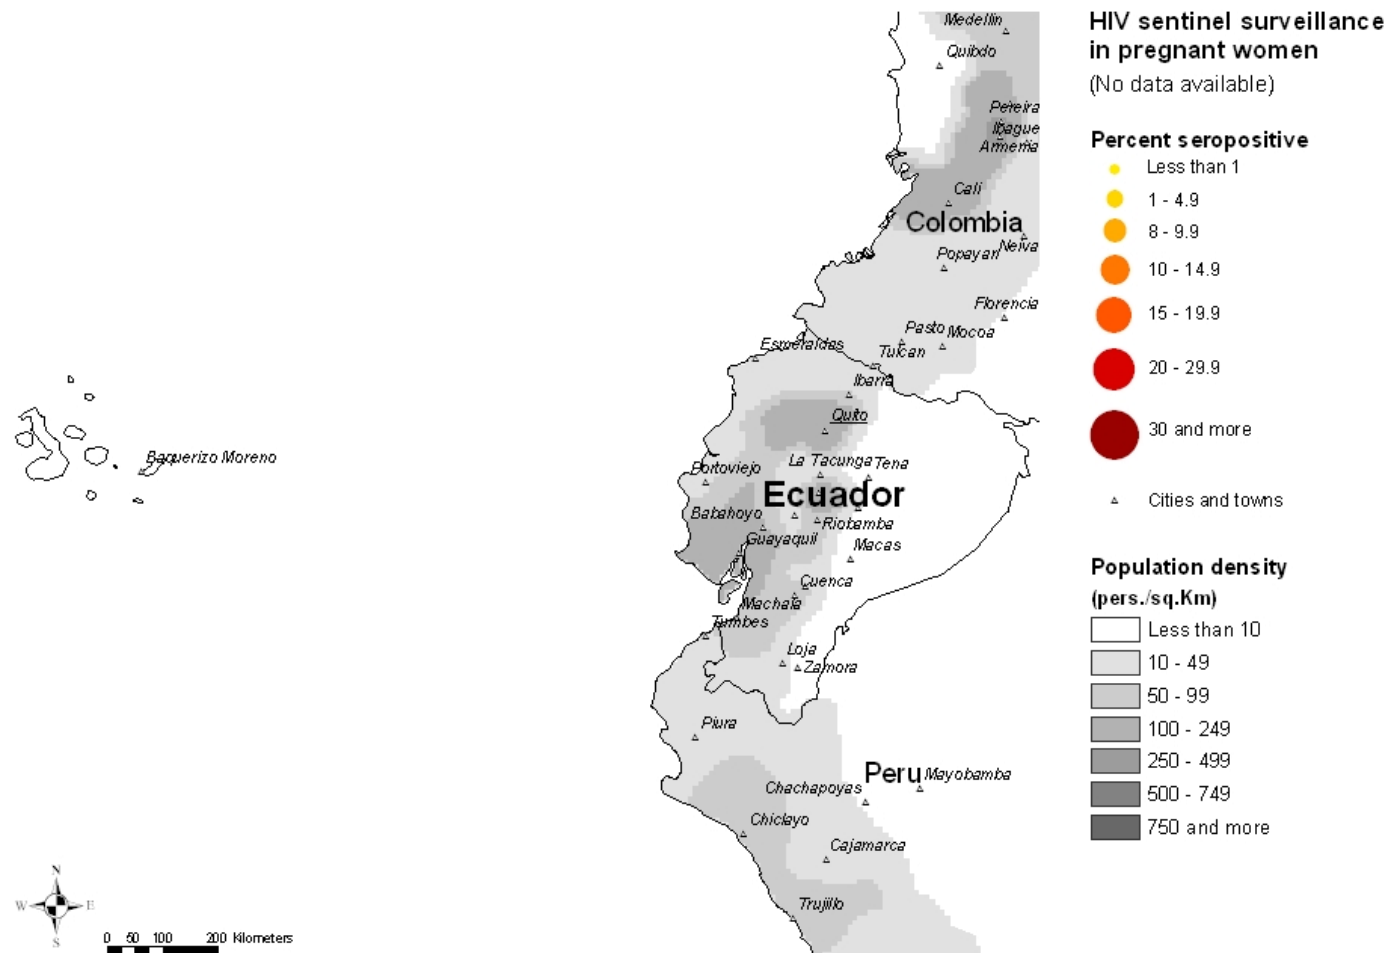 Medellin
Quibdo
Pereira
Ibague
Armenia
Cali
Colombia
Neiva
Popayan
Florencia
Pasto
Mocoa
Tulcan
Esmeraldas
Ibarra
Quito
Baquerizo Moreno
La Tacunga
Tena
Portoviejo
Ecuador
Babahoyo
Riobamba
Guayaquil
Macas
Cuenca
Machala
Tumbes
Loja
Zamora
Piura
Peru
Mayobamba
Chachapoyas
Chiclayo
Cajamarca
Trujillo
N
W
E
S
0 50 100 200 Kilometers
HIV sentinel surveillance
in pregnant women
(No data available)
Percent seropositive
Less than 1
1 - 4.9
8 - 9.9
10 - 14.9
15 - 19.9
20 - 29.9
30 and more
Cities and towns
Population density
(pers./sq.Km)
Less than 10
10 - 49
50 - 99
100 - 249
250 - 499
500 - 749
750 and more